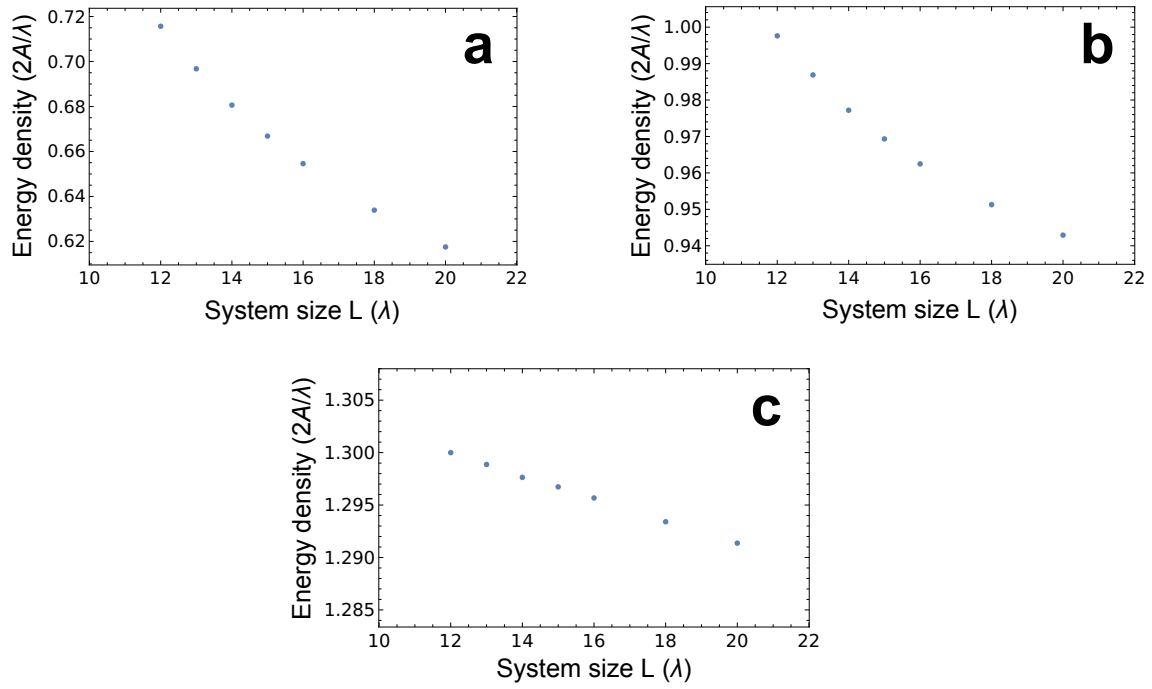 a
Energy density (2A/λ)
0.72
0.70
0.68
0.66
0.64
0.62
10 12 14 16 18 20 22
System size L (λ)
b
Energy density (2A/λ)
1.00
0.99
0.98
0.97
0.96
0.95
0.94
10 12 14 16 18 20 22
System size L (λ)
c
Energy density (2A/λ)
1.305
1.300
1.295
1.290
1.285
10 12 14 16 18 20 22
System size L (λ)